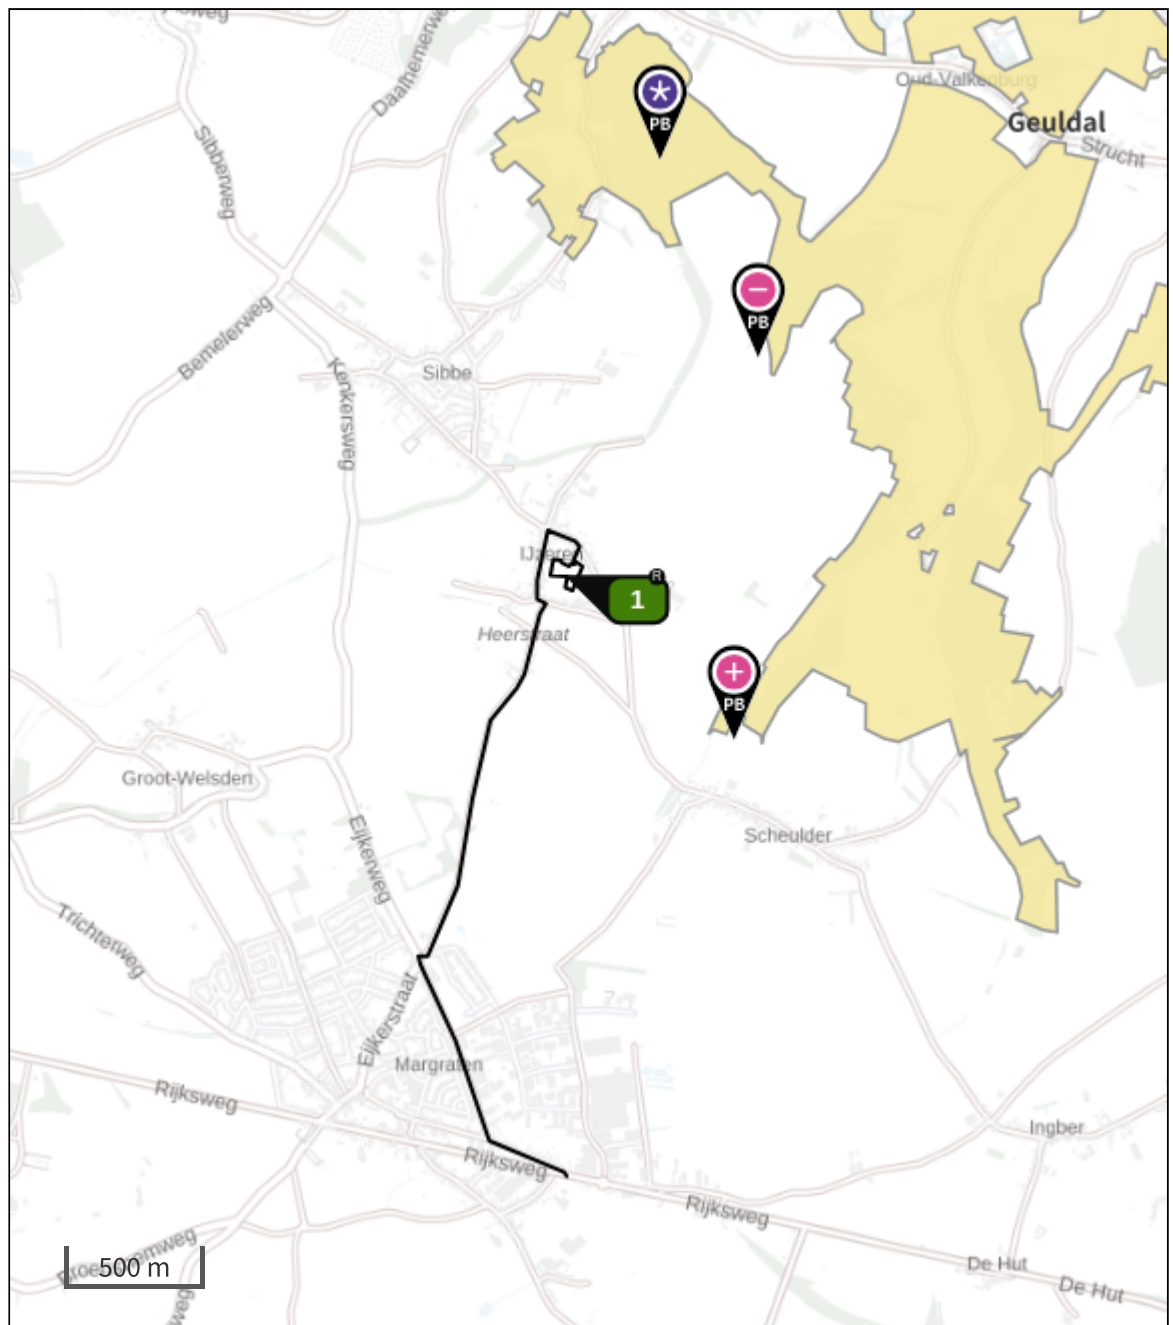 Daalhemerweg
Oud-Valkenburg
PB
Geuldal
Strucht
Sibberweg
PB
Bemelerweg
Kenkersweg
Sibbe
IJzeren
R
1
Heerstraat
PB
Groot-Welsden
Eijkerweg
Scheulder
Trichterweg
Eijkerstraat
Margraten
Rijksweg
Ingber
Rijksweg
Rijksweg
500 m
De Hut
De Hut